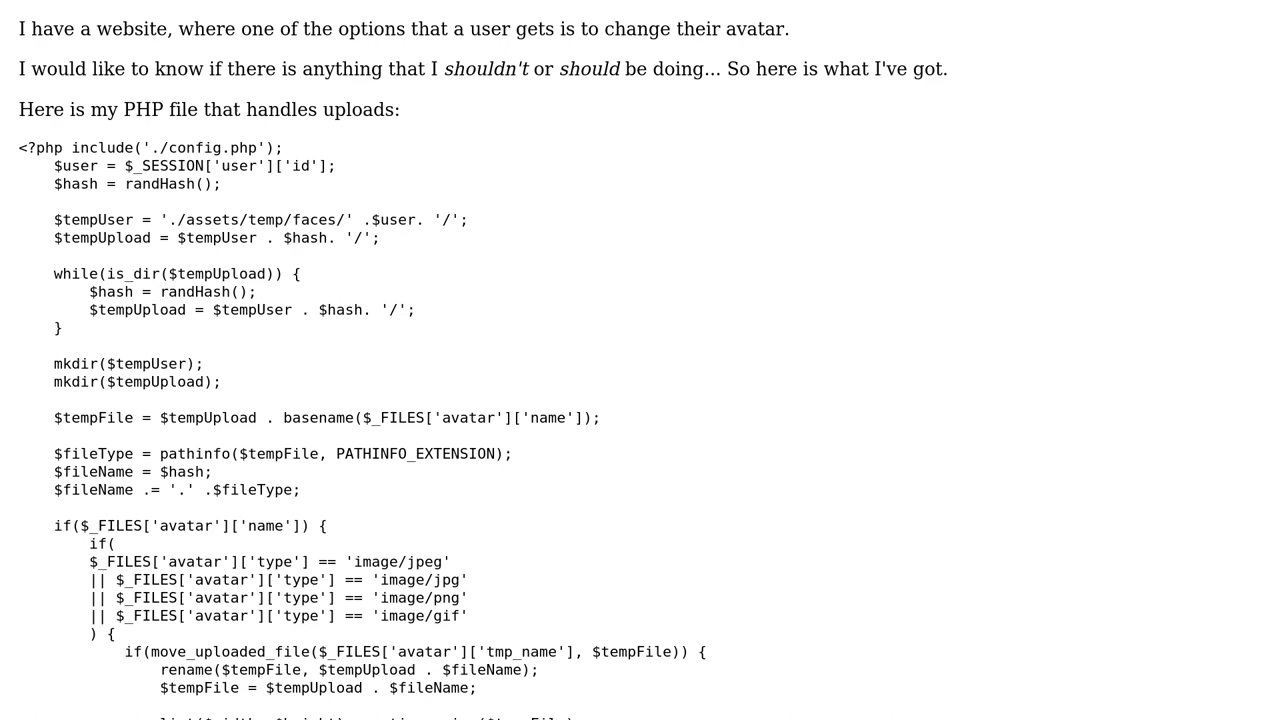 I have a website, where one of the options that a user gets is to change their avatar.
I would like to know if there is anything that I shouldn't or should be doing... So here is what I've got.
Here is my PHP file that handles uploads:
<?php include('./config.php');
    $user = $_SESSION['user']['id'];
    $hash = randHash();
    $tempUser = './assets/temp/faces/' .$user. '/';
    $tempUpload = $tempUser . $hash. '/';
    while(is_dir($tempUpload)) {
        $hash = randHash();
        $tempUpload = $tempUser . $hash. '/';
    }
    mkdir($tempUser);
    mkdir($tempUpload);
    $tempFile = $tempUpload . basename($_FILES['avatar']['name']);
    $fileType = pathinfo($tempFile, PATHINFO_EXTENSION);
    $fileName = $hash;
    $fileName .= '.' .$fileType;
    if($_FILES['avatar']['name']) {
        if(
        $_FILES['avatar']['type'] == 'image/jpeg'
        || $_FILES['avatar']['type'] == 'image/jpg'
        || $_FILES['avatar']['type'] == 'image/png'
        || $_FILES['avatar']['type'] == 'image/gif'
        ) {
            if(move_uploaded_file($_FILES['avatar']['tmp_name'], $tempFile)) {
                rename($tempFile, $tempUpload . $fileName);
                $tempFile = $tempUpload . $fileName;